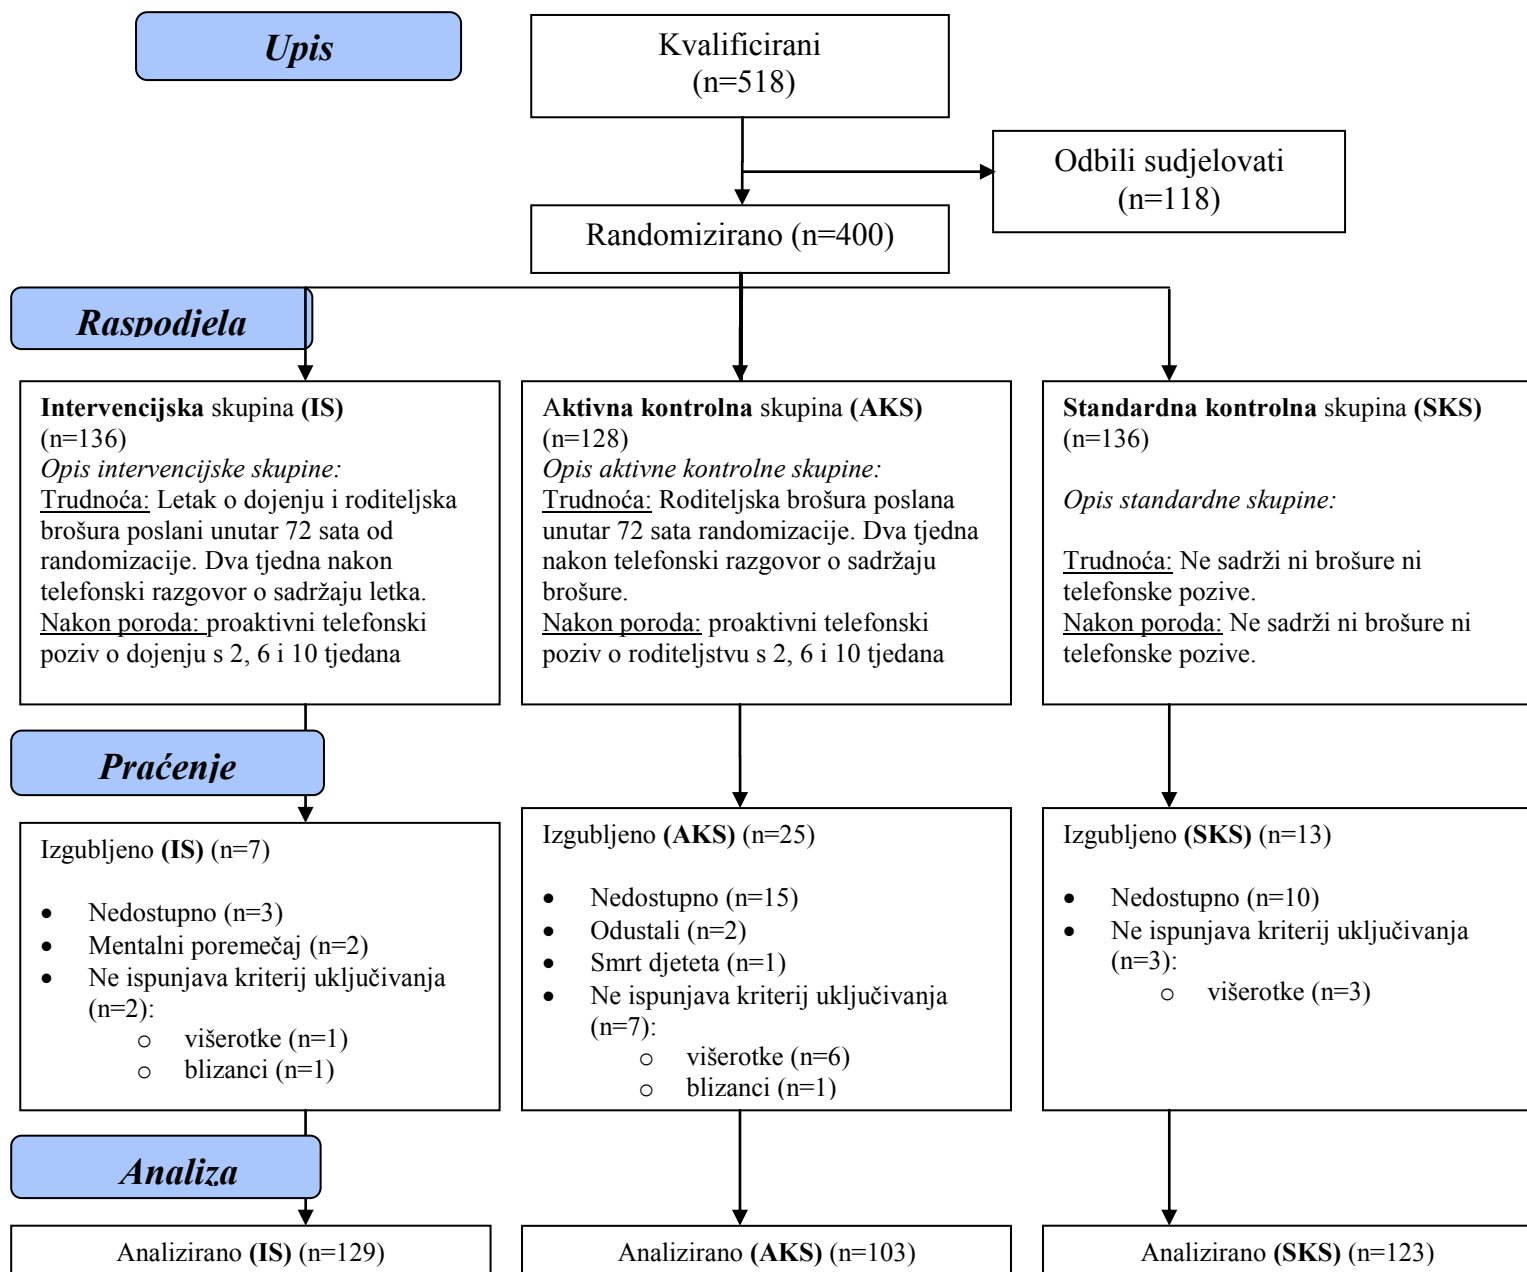 Upis
Kvalificirani
(n=518)
Odbili sudjelovati
(n=118)
Randomizirano (n=400)
Raspodjela
Intervencijska skupina (IS)
(n=136)
Opis intervencijske skupine:
Trudnoća: Letak o dojenju i roditeljska
brošura poslani unutar 72 sata od
randomizacije. Dva tjedna nakon
telefonski razgovor o sadržaju letka.
Nakon poroda: proaktivni telefonski
poziv o dojenju s 2, 6 i 10 tjedana
Aktivna kontrolna skupina (AKS)
(n=128)
Opis aktivne kontrolne skupine:
Trudnoća: Roditeljska brošura poslana
unutar 72 sata randomizacije. Dva tjedna
nakon telefonski razgovor o sadržaju
brošure.
Nakon poroda: proaktivni telefonski
poziv o roditeljstvu s 2, 6 i 10 tjedana
Standardna kontrolna skupina (SKS)
(n=136)
Opis standardne skupine:
Trudnoća: Ne sadrži ni brošure ni
telefonske pozive.
Nakon poroda: Ne sadrži ni brošure ni
telefonske pozive.
Praćenje
Izgubljeno (IS) (n=7)
• Nedostupno (n=3)
• Mentalni poremečaj (n=2)
• Ne ispunjava kriterij uključivanja
(n=2):
o višerotke (n=1)
o blizanci (n=1)
Izgubljeno (AKS) (n=25)
• Nedostupno (n=15)
• Odustali (n=2)
• Smrt djeteta (n=1)
• Ne ispunjava kriterij uključivanja
(n=7):
o višerotke (n=6)
o blizanci (n=1)
Izgubljeno (SKS) (n=13)
• Nedostupno (n=10)
• Ne ispunjava kriterij uključivanja
(n=3):
o višerotke (n=3)
Analiza
Analizirano (IS) (n=129)
Analizirano (AKS) (n=103)
Analizirano (SKS) (n=123)